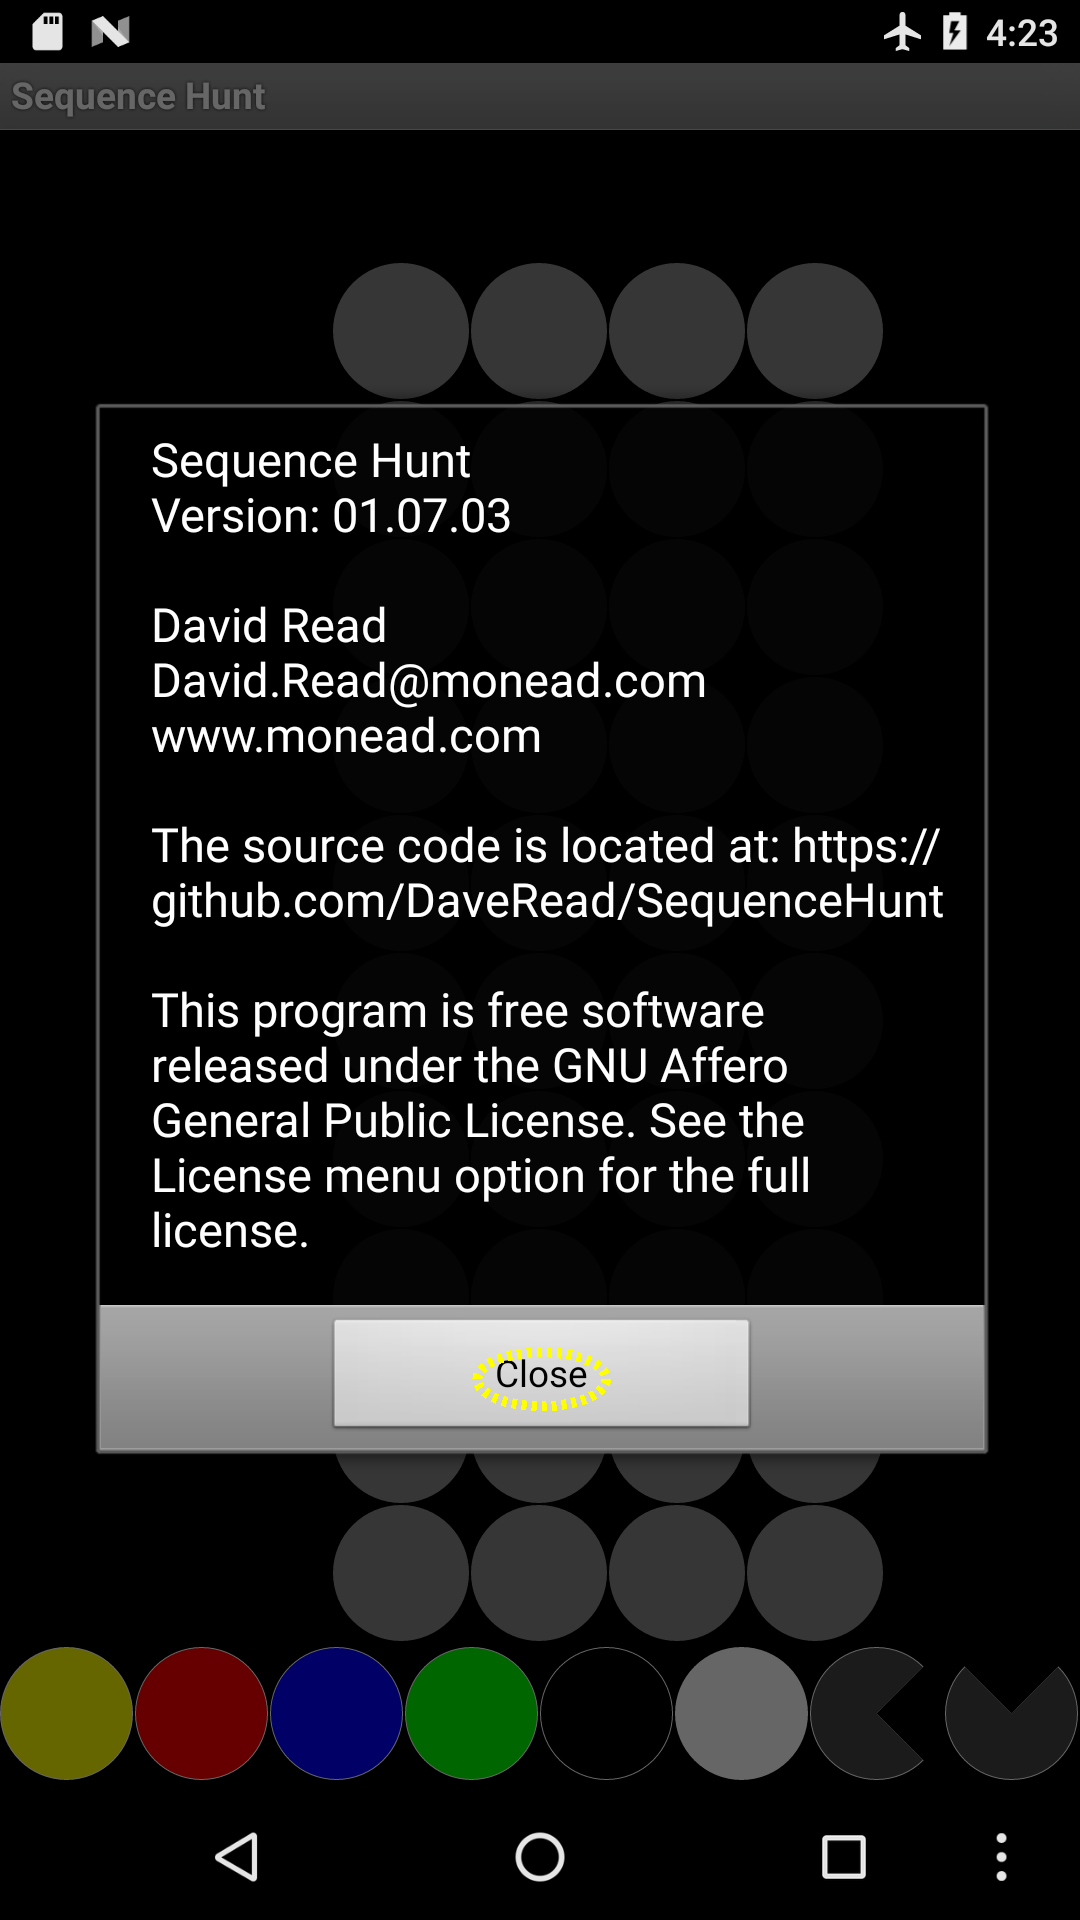 4:23
Sequence Hunt
Sequence Hunt
Version: 01.07.03
David Read
David.Read@monead.com
www.monead.com
The source code is located at: https://
github.com/DaveRead/SequenceHunt
This program is free software
released under the GNU Affero
General Public License. See the
License menu option for the full
license.
Close